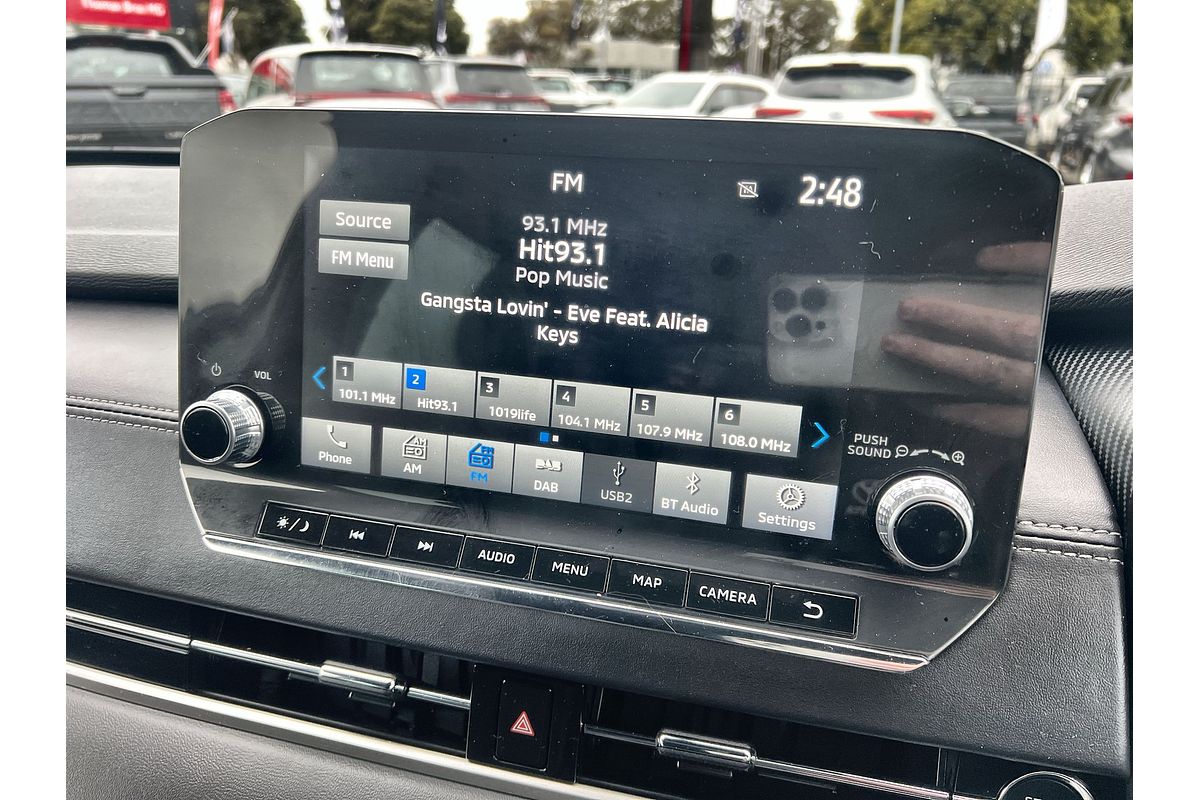 FM
TA
2:48
Source
FM Menu
93.1 MHz
Hit93.1
Pop Music
Gangsta Lovin' - Eve Feat. Alicia
Keys
VOL
1
101.1 MHz
2
Hit93.1
3
1019life
4
104.1 MHz
5
107.9 MHz
6
108.0 MHz
PUSH
SOUND
Phone
AM
AM
FM
DAB
USB2
BT Audio
Settings
AUDIO
MENU
MAP
CAMERA